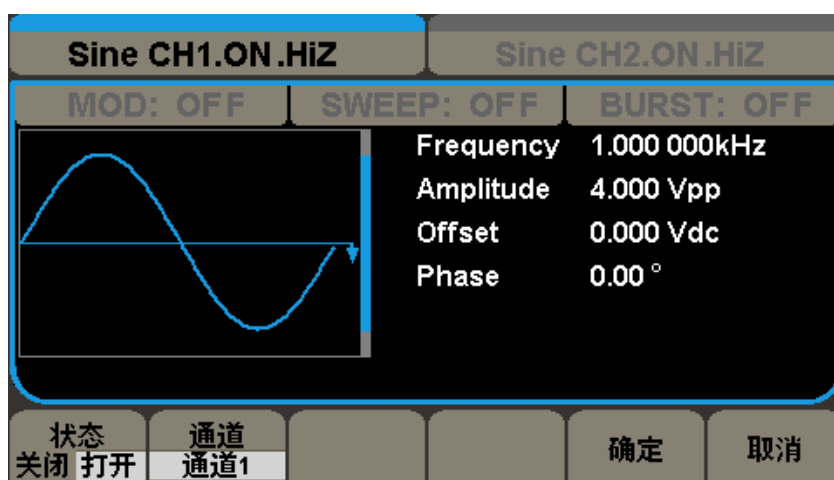 Sine CH1.ON.HiZ
Sine CH2.ON.HiZ
MOD: OFF
SWEEP: OFF
BURST: OFF
Frequency 1.000 000kHz
Amplitude 4.000 Vpp
Offset 0.000 Vdc
Phase 0.00 °
状态
关闭 打开
通道
通道1
确定
取消